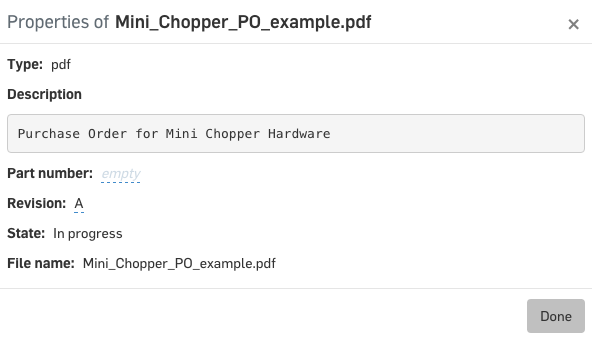 Properties of Mini_Chopper_PO_example.pdf ×
Type: pdf
Description
Purchase Order for Mini Chopper Hardware
Part number: empty
Revision: A
State: In progress
File name: Mini_Chopper_PO_example.pdf
Done